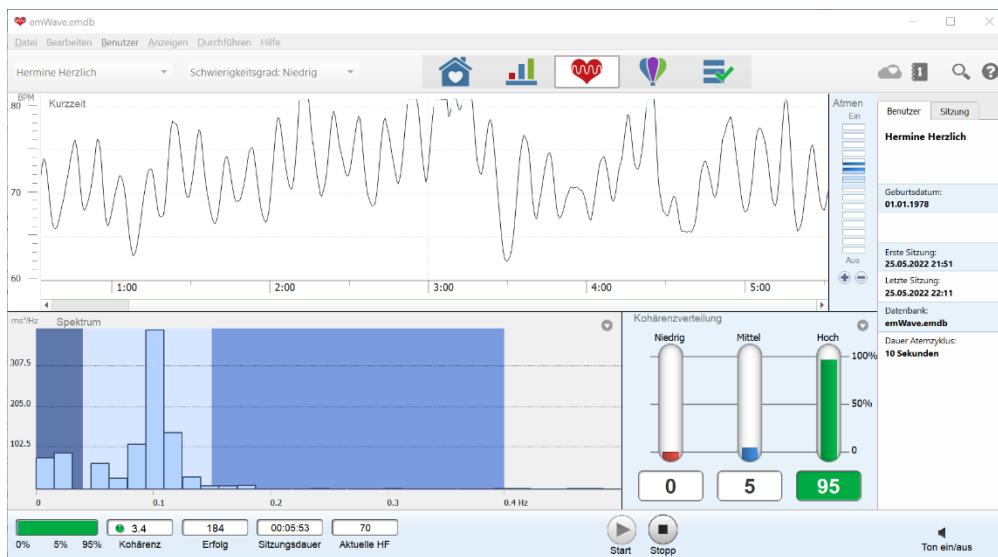 emWave.emdb
Datei Bearbeiten Benutzer Anzeigen Durchführen Hilfe
Hermine Herzlich
Schwierigkeitsgrad: Niedrig
BPM
Kurzzeit
80
70
60
1:00 2:00 3:00 4:00 5:00
Atmen
Ein
Aus
Benutzer Sitzung
Hermine Herzlich
Geburtsdatum:
01.01.1978
Erste Sitzung:
25.05.2022 21:51
Letzte Sitzung:
25.05.2022 22:11
Datenbank:
emWave.emdb
Dauer Atemzyklus:
10 Sekunden
ms²/Hz
Spektrum
307.5
205.0
102.5
0 0.1 0.2 0.3 0.4 Hz
Kohärenzverteilung
Niedrig Mittel Hoch
100%
50%
0
0 5 95
3.4 184 00:05:53 70
0% 5% 95% Kohärenz Erfolg Sitzungsdauer Aktuelle HF
Start Stopp
Ton ein/aus